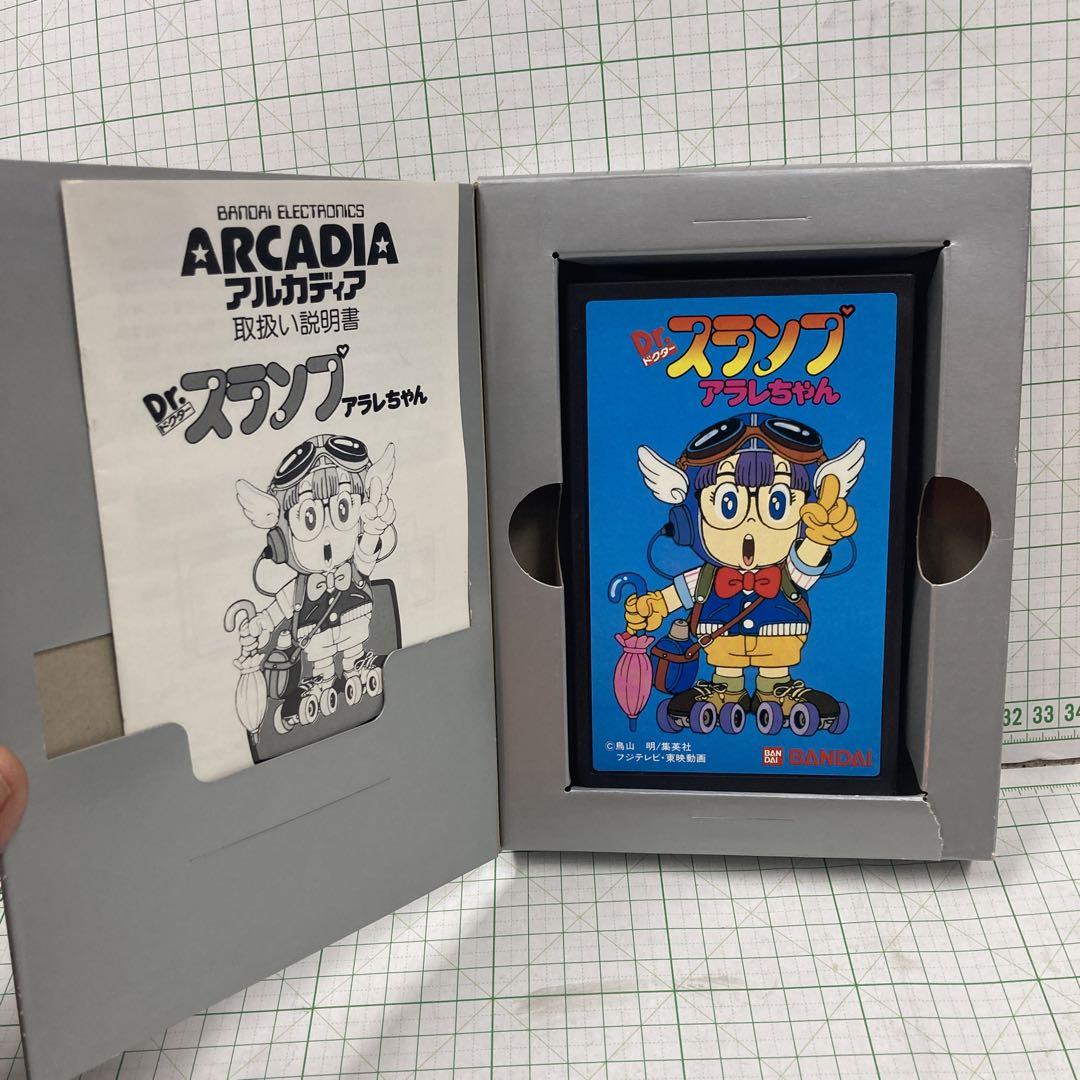 BANDAI ELECTRONICS
ARCADIA
アルカディア
取扱い説明書
Dr.
ドクター
スランプ
アラレちゃん
Dr.
ドクター
スランプ
アラレちゃん
©鳥山 明/集英社
フジテレビ・東映動画
BAN
DAI
BANDAI
32 33 34